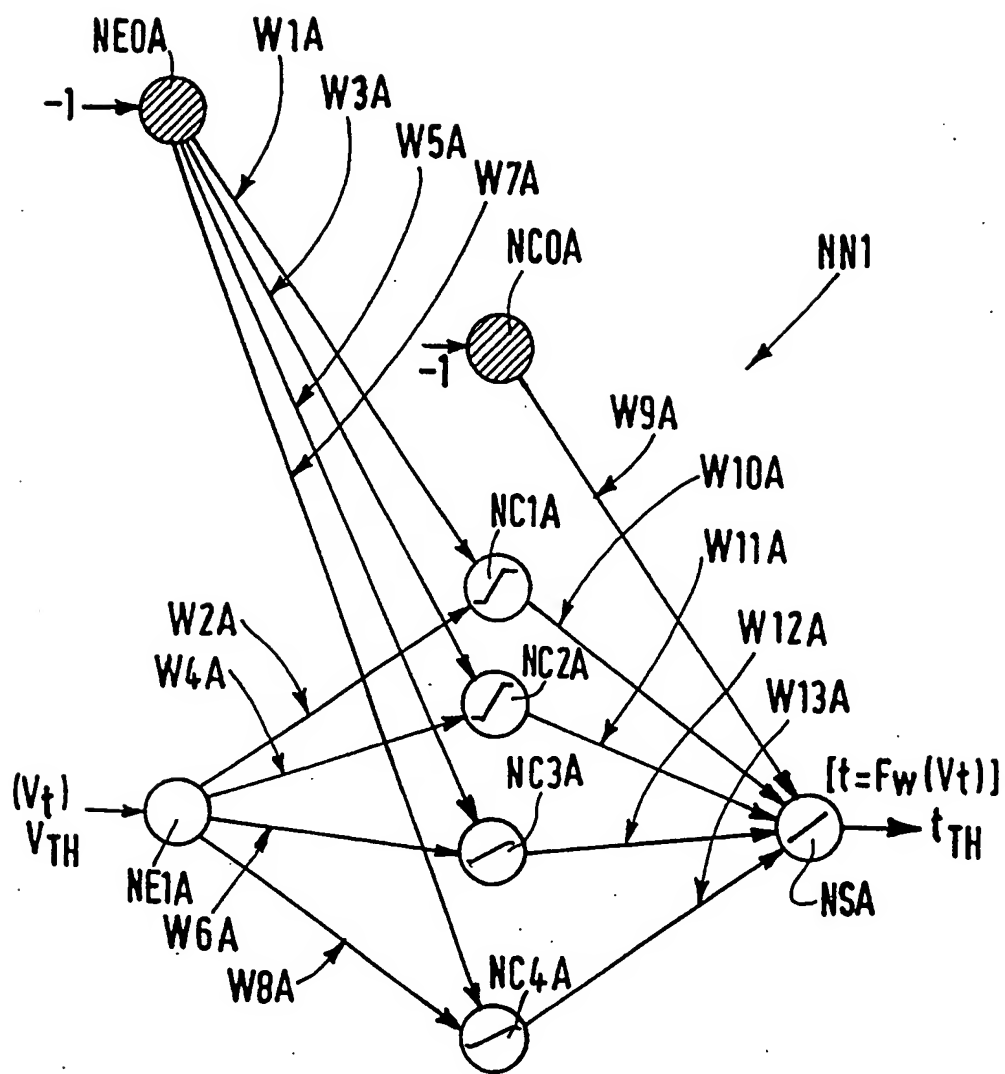 NE0A
W1A
-1
W3A
W5A
W7A
NC0A
NN1
-1
W9A
W10A
NC1A
W11A
W2A
W12A
W4A
NC2A
W13A
NC3A
[t=Fw(Vt)]
(Vt)
VTH
tTH
NE1A
NSA
W6A
W8A
NC4A